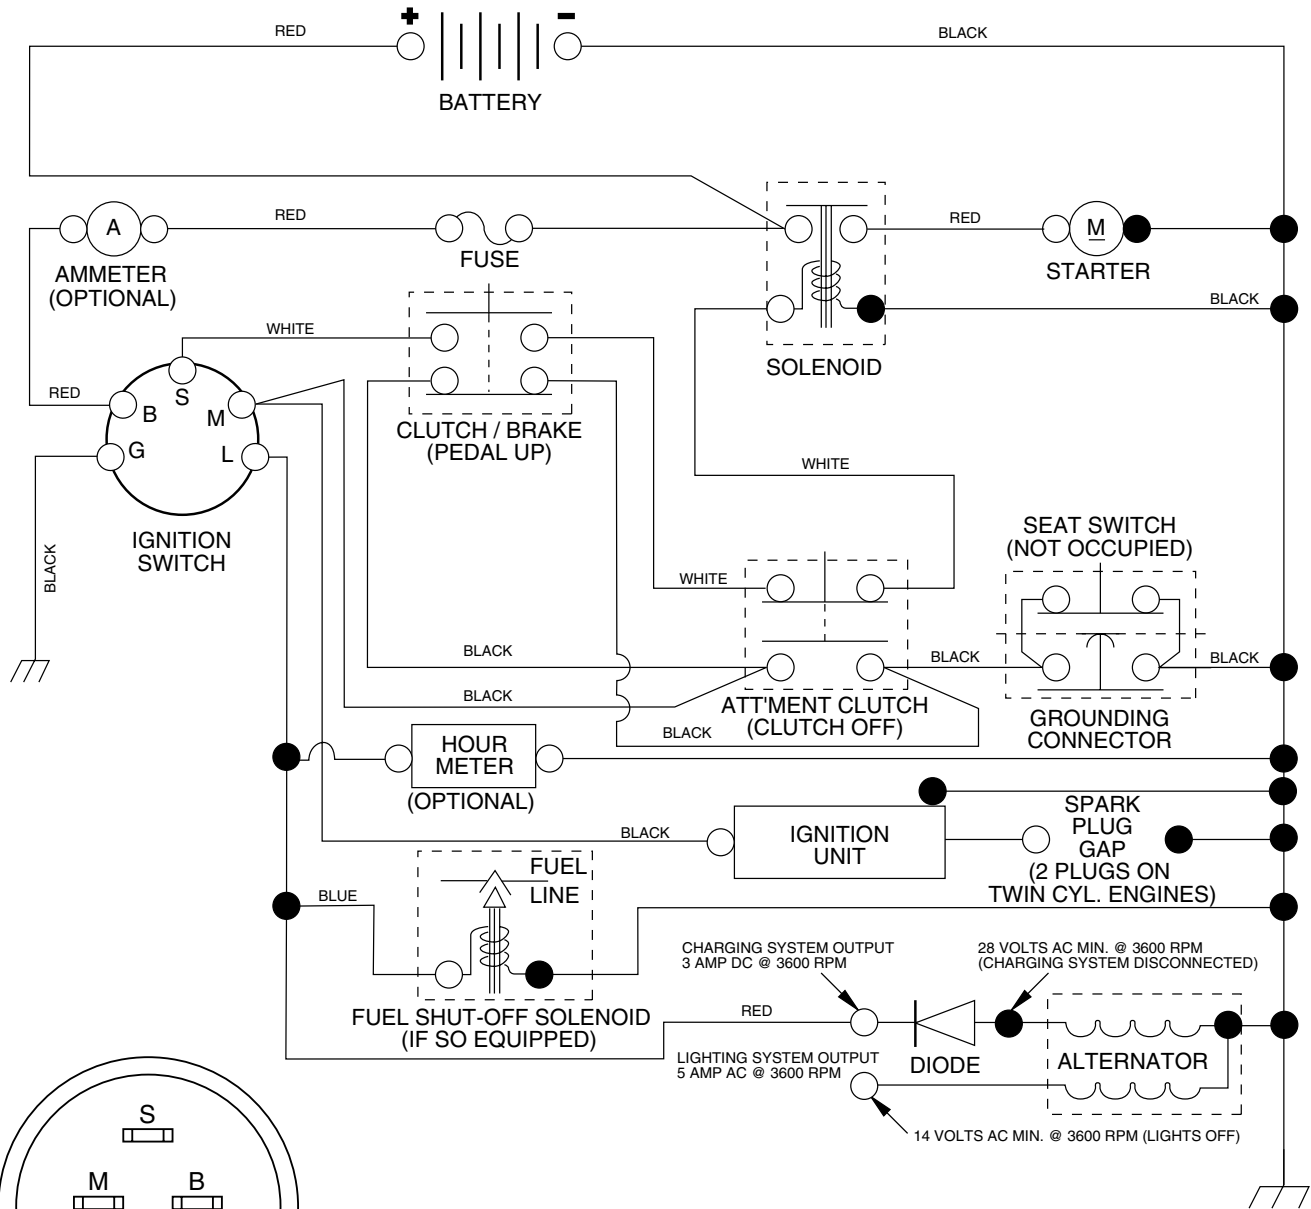 +
−
RED
BLACK
BATTERY
RED
A
AMMETER
(OPTIONAL)
FUSE
RED
M
STARTER
BLACK
SOLENOID
WHITE
RED
S
B
M
G
L
IGNITION
SWITCH
BLACK
CLUTCH / BRAKE
(PEDAL UP)
WHITE
SEAT SWITCH
(NOT OCCUPIED)
WHITE
BLACK
BLACK
BLACK
BLACK
ATT'MENT CLUTCH
(CLUTCH OFF)
BLACK
GROUNDING
CONNECTOR
HOUR
METER
(OPTIONAL)
BLACK
IGNITION
UNIT
SPARK
PLUG
GAP
(2 PLUGS ON
TWIN CYL. ENGINES)
FUEL
LINE
BLUE
FUEL SHUT-OFF SOLENOID
(IF SO EQUIPPED)
CHARGING SYSTEM OUTPUT
3 AMP DC @ 3600 RPM
28 VOLTS AC MIN. @ 3600 RPM
(CHARGING SYSTEM DISCONNECTED)
RED
DIODE
ALTERNATOR
LIGHTING SYSTEM OUTPUT
5 AMP AC @ 3600 RPM
14 VOLTS AC MIN. @ 3600 RPM (LIGHTS OFF)
S
M
B